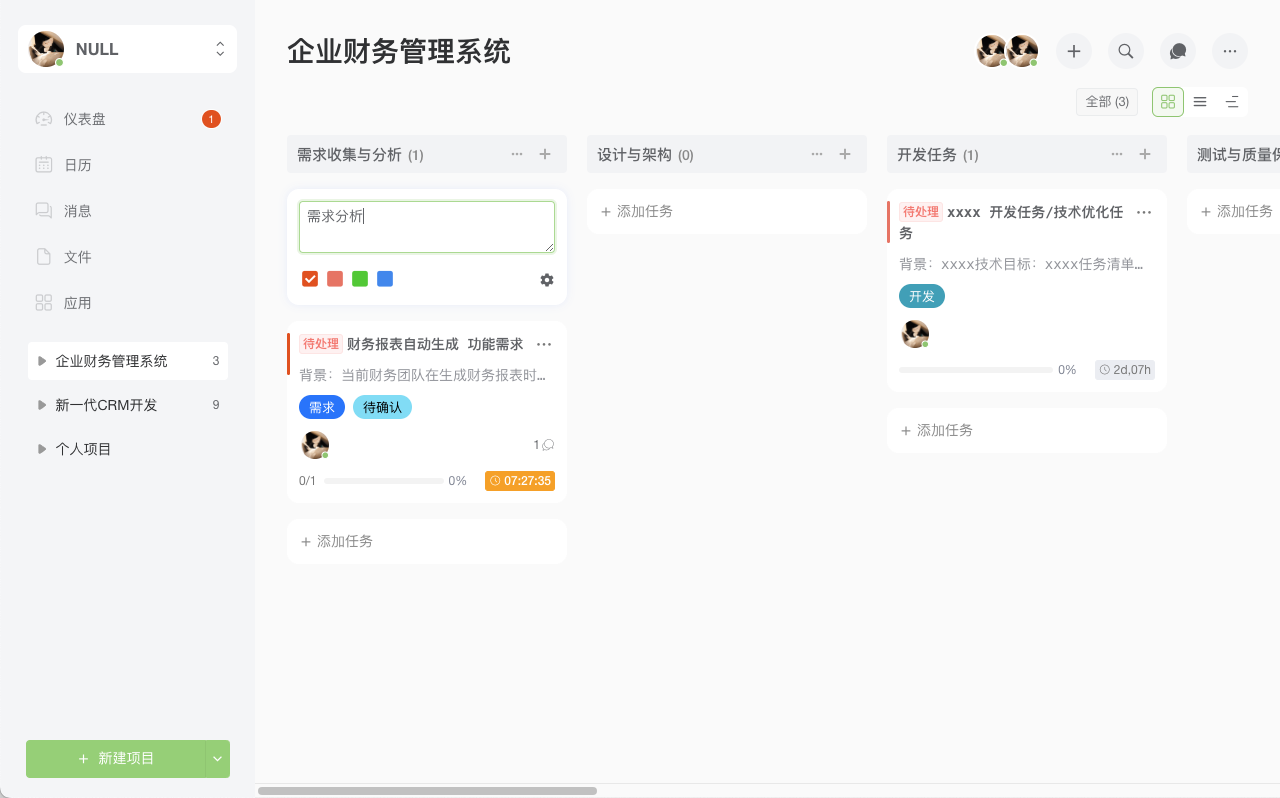 NULL
仪表盘
1
日历
消息
文件
应用
企业财务管理系统
3
新一代CRM开发
9
个人项目
新建项目
企业财务管理系统
全部 (3)
需求收集与分析 (1)
需求分析
待处理 财务报表自动生成 功能需求
背景：当前财务团队在生成财务报表时...
需求
待确认
1
0/1
0%
07:27:35
添加任务
设计与架构 (0)
添加任务
开发任务 (1)
待处理 xxxx 开发任务/技术优化任
务
背景：xxxx技术目标：xxxx任务清单...
开发
0%
2d,07h
添加任务
测试与质量
添加任务